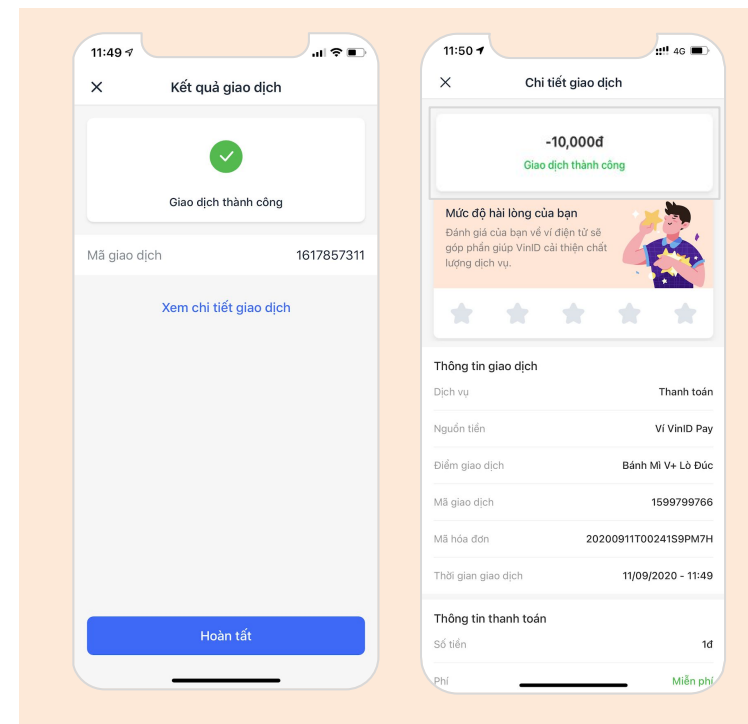 11:49
Kết quả giao dịch
Giao dịch thành công
Mã giao dịch 1617857311
Xem chi tiết giao dịch
Hoàn tất
11:50 4G
Chi tiết giao dịch
-10,000đ
Giao dịch thành công
Mức độ hài lòng của bạn
Đánh giá của bạn về ví điện tử sẽ
góp phần giúp VinID cải thiện chất
lượng dịch vụ.
Thông tin giao dịch
Dịch vụ Thanh toán
Nguồn tiền Ví VinID Pay
Điểm giao dịch Bánh Mì V+ Lò Đúc
Mã giao dịch 1599799766
Mã hóa đơn 20200911T00241S9PM7H
Thời gian giao dịch 11/09/2020 - 11:49
Thông tin thanh toán
Số tiền 1đ
Phí Miễn phí